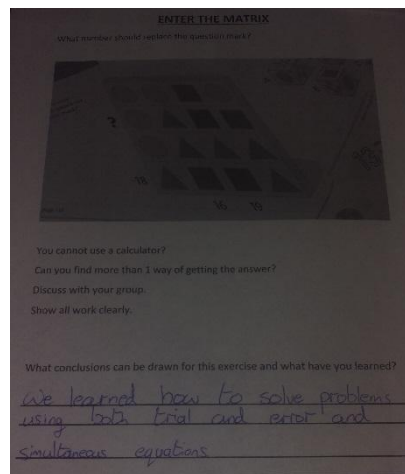 ENTER THE MATRIX
What number should replace the question mark?
?
You cannot use a calculator?
Can you find more than 1 way of getting the answer?
Discuss with your group.
Show all work clearly.
What conclusions can be drawn for this exercise and what have you learned?
we learned how to solve problems
using both trial and error and
simultaneous equations